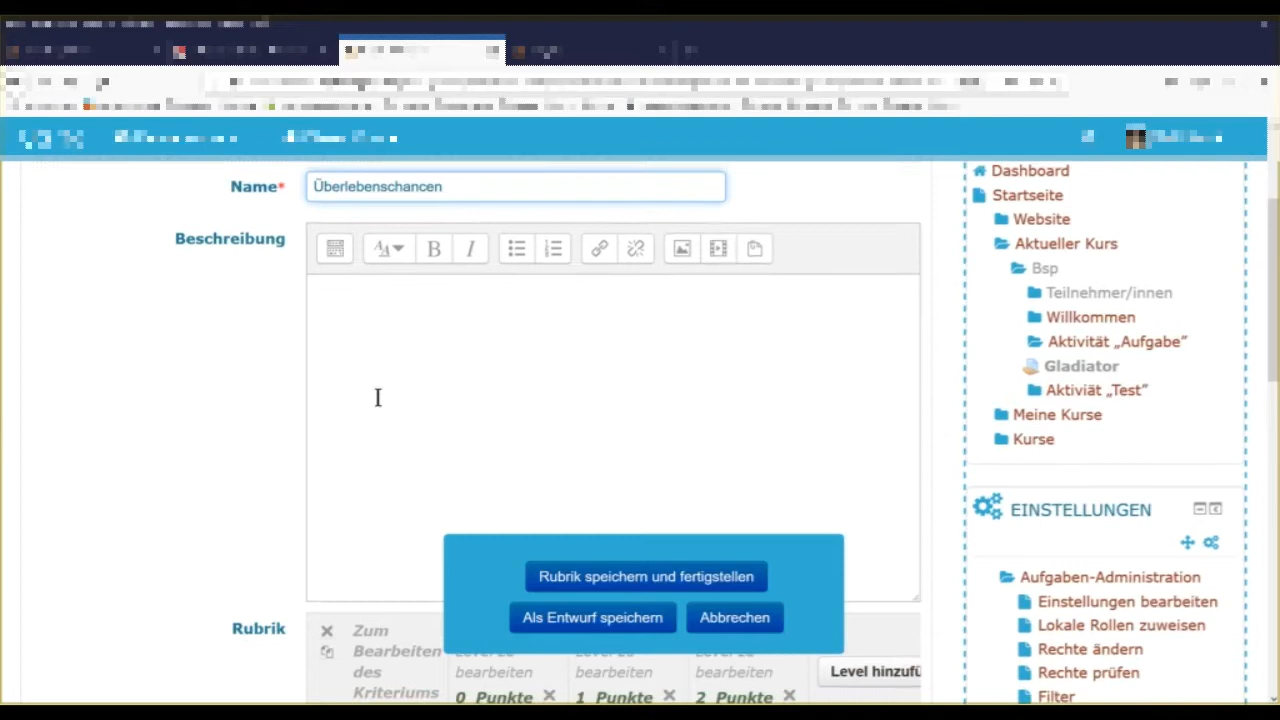 Name*
Überlebenschancen
Beschreibung
B I
Rubrik speichern und fertigstellen
Als Entwurf speichern
Abbrechen
Rubrik
Zum
Bearbeiten
des
Kriteriums
bearbeiten
0 Punkte
bearbeiten
1 Punkte
bearbeiten
2 Punkte
Level hinzufü
Dashboard
Startseite
Website
Aktueller Kurs
Bsp
Teilnehmer/innen
Willkommen
Aktivität „Aufgabe“
Gladiator
Aktiviät „Test“
Meine Kurse
Kurse
EINSTELLUNGEN
Aufgaben-Administration
Einstellungen bearbeiten
Lokale Rollen zuweisen
Rechte ändern
Rechte prüfen
Filter